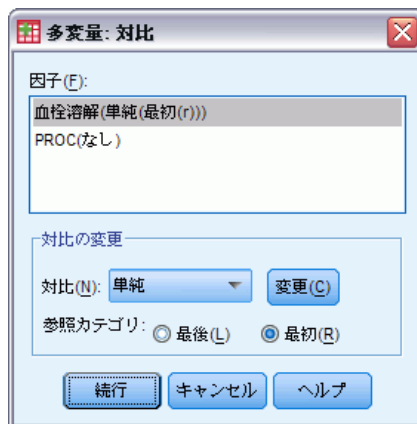 多変量: 対比
因子(F):
血栓溶解(単純(最初(r)))
PROC(なし)
対比の変更
対比(N): 単純 変更(C)
参照カテゴリ: 最後(L) 最初(R)
続行 キャンセル ヘルプ